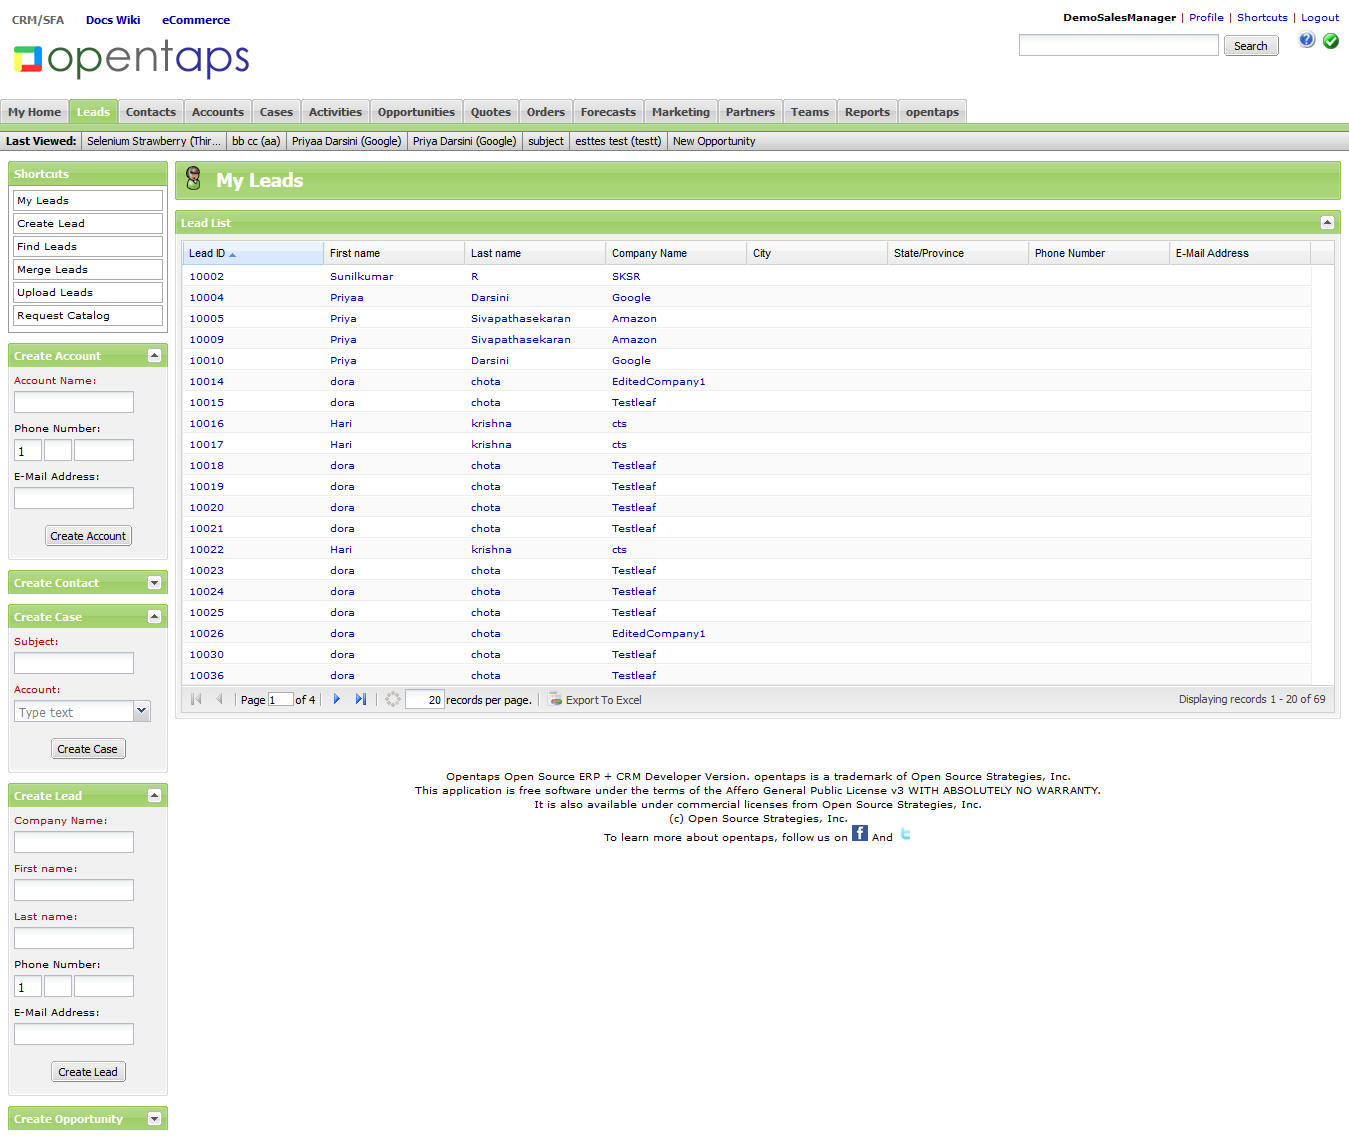 CRM/SFA Docs Wiki eCommerce
DemoSalesManager | Profile | Shortcuts | Logout
opentaps
Search
My Home Leads Contacts Accounts Cases Activities Opportunities Quotes Orders Forecasts Marketing Partners Teams Reports opentaps
Last Viewed: Selenium Strawberry (Thir... bb cc (aa) Priyaa Darsini (Google) Priya Darsini (Google) subject esttes test (testt) New Opportunity
Shortcuts
My Leads
Create Lead
Find Leads
Merge Leads
Upload Leads
Request Catalog
Create Account
Account Name:
Phone Number:
1
E-Mail Address:
Create Account
Create Contact
Create Case
Subject:
Account:
Type text
Create Case
Create Lead
Company Name:
First name:
Last name:
Phone Number:
1
E-Mail Address:
Create Lead
Create Opportunity
My Leads
Lead List
Lead ID First name Last name Company Name City State/Province Phone Number E-Mail Address
10002 Sunilkumar R SKSR
10004 Priyaa Darsini Google
10005 Priya Sivapathasekaran Amazon
10009 Priya Sivapathasekaran Amazon
10010 Priya Darsini Google
10014 dora chota EditedCompany1
10015 dora chota Testleaf
10016 Hari krishna cts
10017 Hari krishna cts
10018 dora chota Testleaf
10019 dora chota Testleaf
10020 dora chota Testleaf
10021 dora chota Testleaf
10022 Hari krishna cts
10023 dora chota Testleaf
10024 dora chota Testleaf
10025 dora chota Testleaf
10026 dora chota EditedCompany1
10030 dora chota Testleaf
10036 dora chota Testleaf
Page 1 of 4 20 records per page. Export To Excel Displaying records 1 - 20 of 69
Opentaps Open Source ERP + CRM Developer Version. opentaps is a trademark of Open Source Strategies, Inc.
This application is free software under the terms of the Affero General Public License v3 WITH ABSOLUTELY NO WARRANTY.
It is also available under commercial licenses from Open Source Strategies, Inc.
(c) Open Source Strategies, Inc.
To learn more about opentaps, follow us on f And t